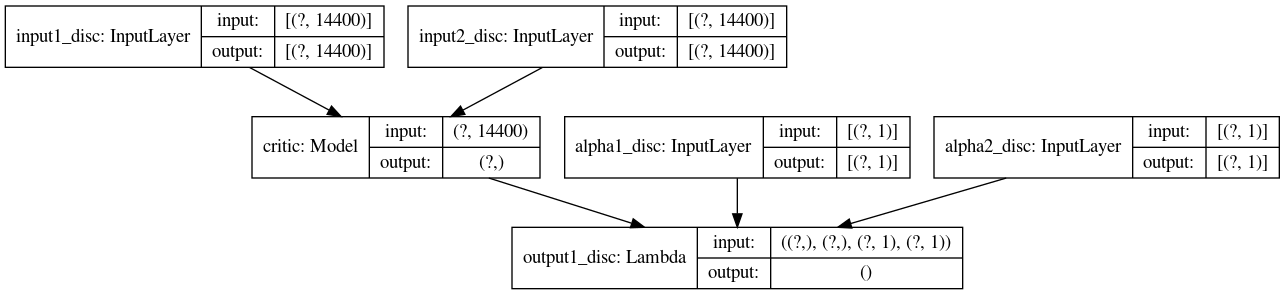 input1_disc: InputLayer
input: [(?, 14400)]
output: [(?, 14400)]
input2_disc: InputLayer
input: [(?, 14400)]
output: [(?, 14400)]
critic: Model
input: (?, 14400)
output: (?,)
alpha1_disc: InputLayer
input: [(?, 1)]
output: [(?, 1)]
alpha2_disc: InputLayer
input: [(?, 1)]
output: [(?, 1)]
output1_disc: Lambda
input: ((?,), (?,), (?, 1), (?, 1))
output: ()